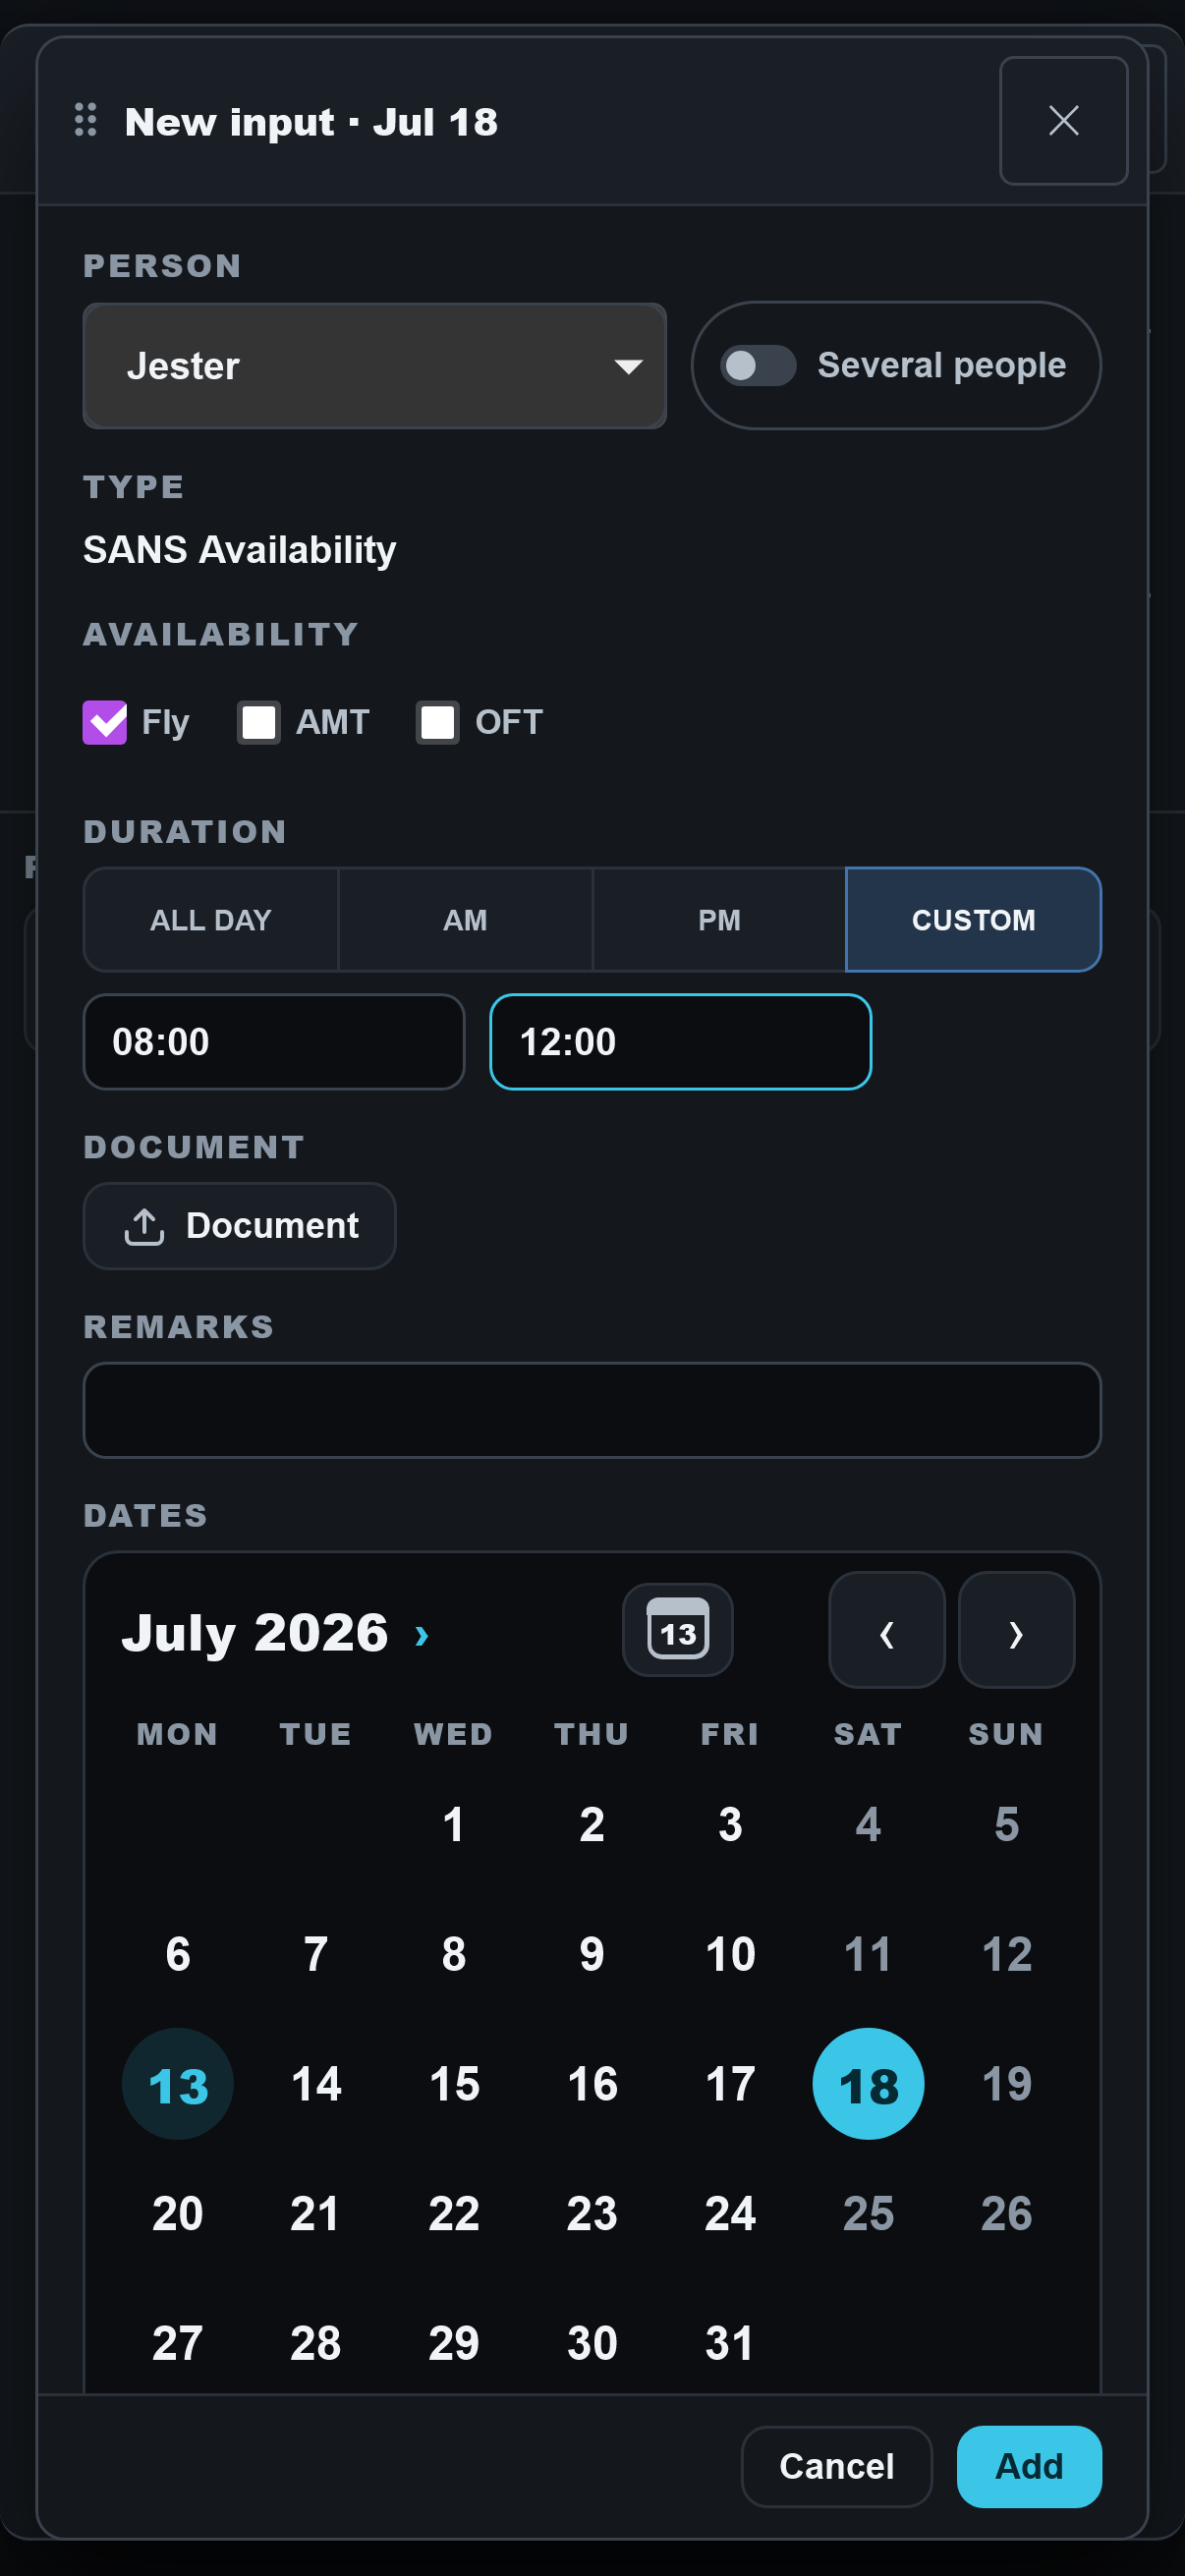 New input · Jul 18
PERSON
Jester
Several people
TYPE
SANS Availability
AVAILABILITY
Fly AMT OFT
DURATION
ALL DAY AM PM CUSTOM
08:00 12:00
DOCUMENT
Document
REMARKS
DATES
July 2026 › 13 ‹ ›
MON TUE WED THU FRI SAT SUN
1 2 3 4 5
6 7 8 9 10 11 12
13 14 15 16 17 18 19
20 21 22 23 24 25 26
27 28 29 30 31
Cancel Add